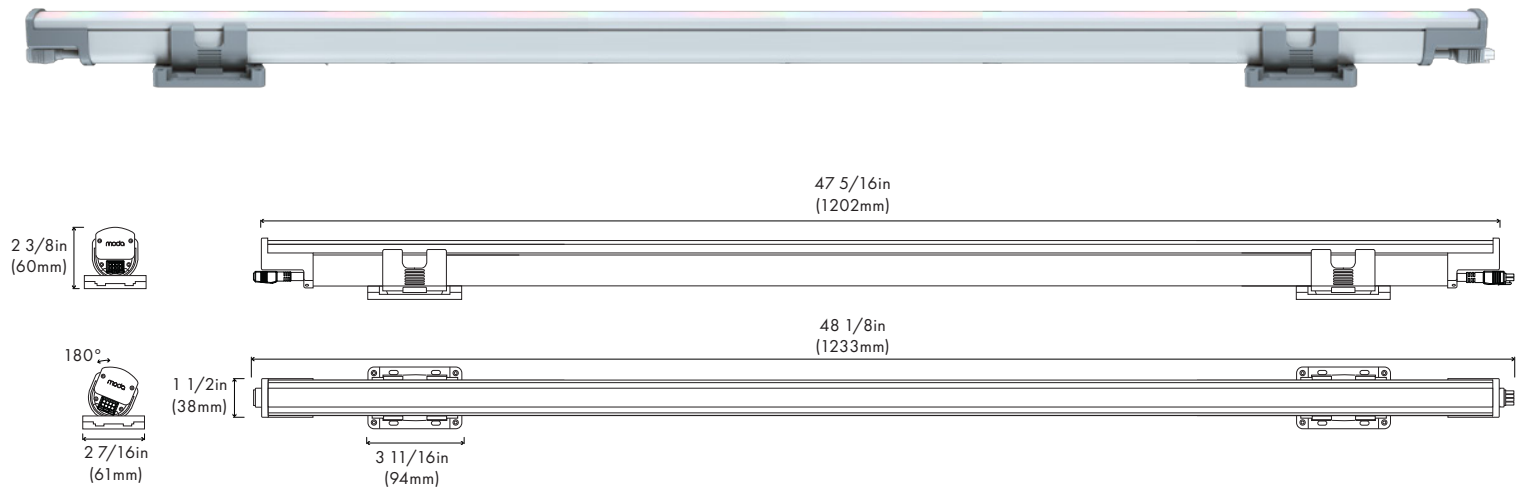 47 5/16in
(1202mm)
2 3/8in
(60mm)
moda
48 1/8in
(1233mm)
180°
moda
1 1/2in
(38mm)
2 7/16in
(61mm)
3 11/16in
(94mm)